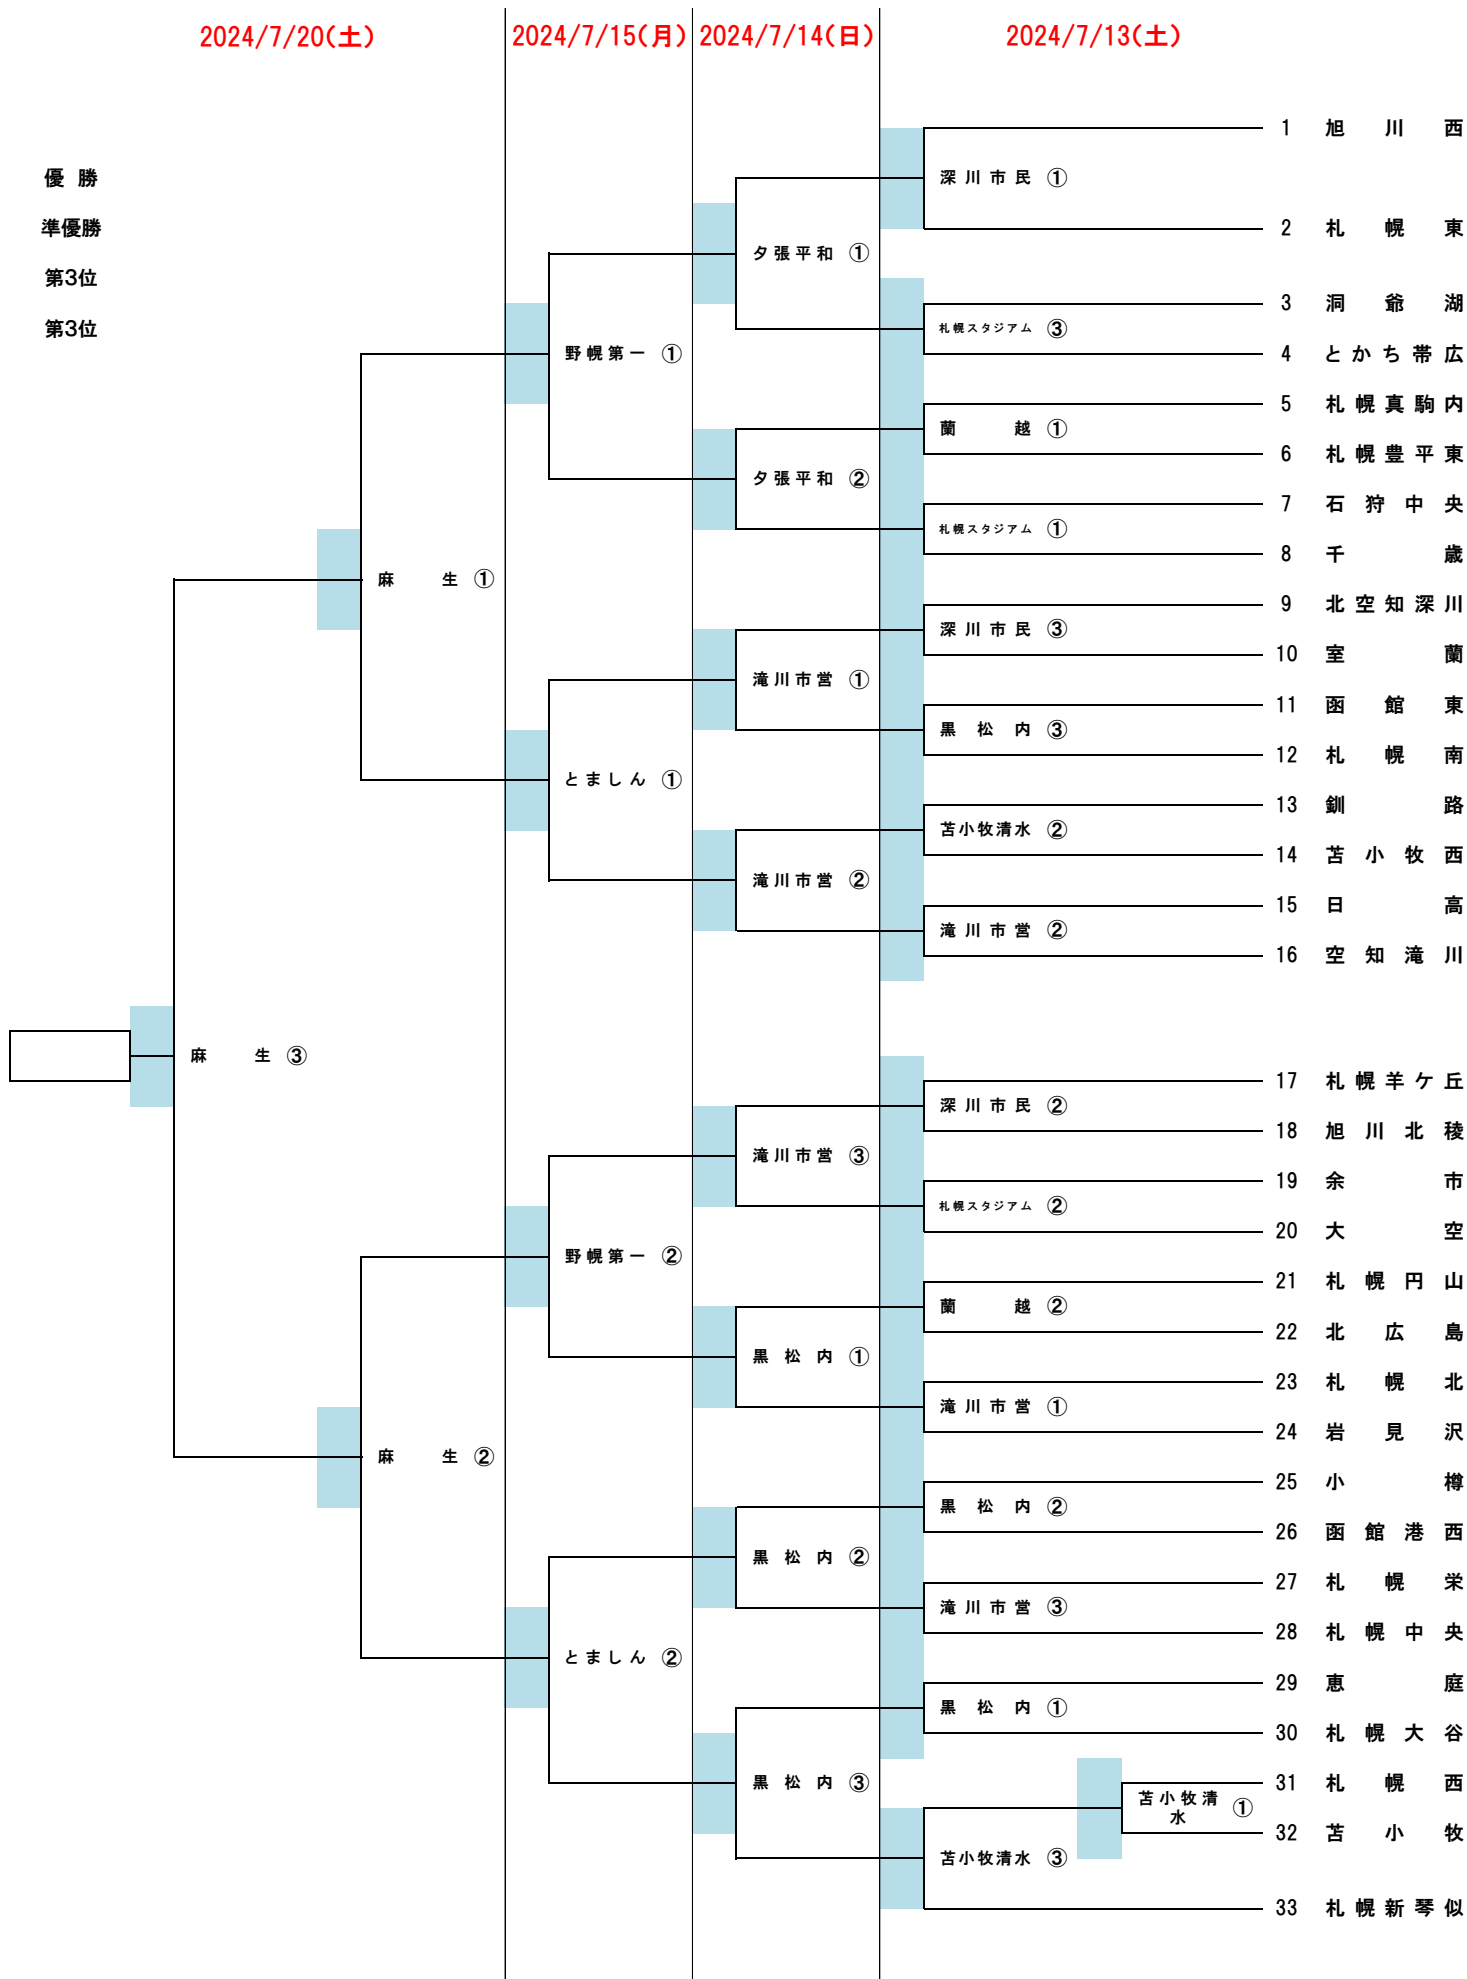 2024/7/20(土) 2024/7/15(月) 2024/7/14(日) 2024/7/13(土)
1 旭川西
優勝
深川市民 ①
準優勝
2 札幌東
夕張平和 ①
第3位
3 洞爺湖
第3位
札幌スタジアム ③
野幌第一 ①
4 とかち帯広
5 札幌真駒内
蘭越 ①
6 札幌豊平東
夕張平和 ②
7 石狩中央
札幌スタジアム ①
8 千歳
麻生 ①
9 北空知深川
深川市民 ③
10 室蘭
滝川市営 ①
11 函館東
黒松内 ③
12 札幌南
とましん ①
13 釧路
苫小牧清水 ②
14 苫小牧西
滝川市営 ②
15 日高
滝川市営 ②
16 空知滝川
麻生 ③
17 札幌羊ケ丘
深川市民 ②
18 旭川北稜
滝川市営 ③
19 余市
札幌スタジアム ②
20 大空
野幌第一 ②
21 札幌円山
蘭越 ②
22 北広島
黒松内 ①
23 札幌北
滝川市営 ①
24 岩見沢
麻生 ②
25 小樽
黒松内 ②
26 函館港西
黒松内 ②
27 札幌栄
滝川市営 ③
28 札幌中央
とましん ②
29 恵庭
黒松内 ①
30 札幌大谷
黒松内 ③
31 札幌西
苫小牧清
水 ①
32 苫小牧
苫小牧清水 ③
33 札幌新琴似